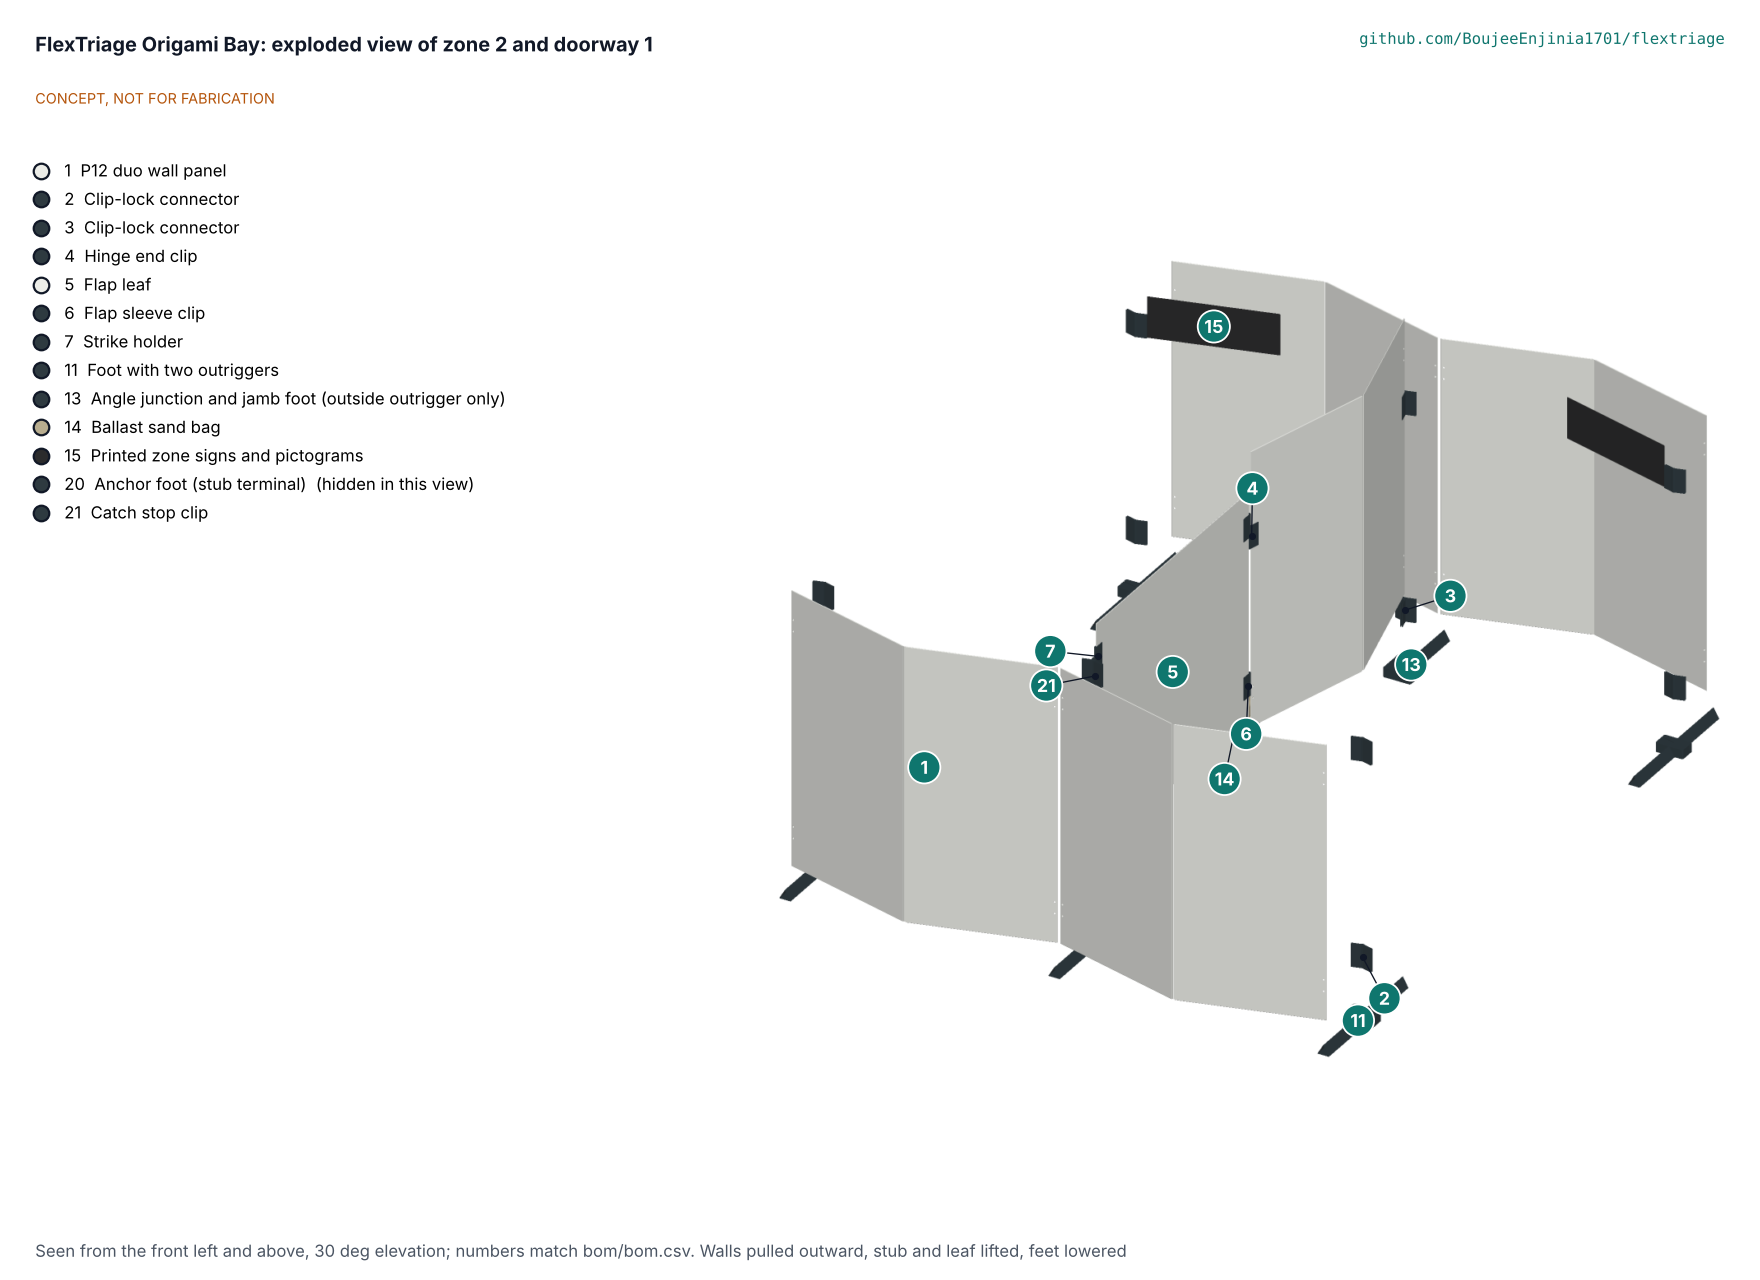 FlexTriage Origami Bay: exploded view of zone 2 and doorway 1
github.com/BoujeeEnjinia1701/flextriage
CONCEPT, NOT FOR FABRICATION
1 P12 duo wall panel
2 Clip-lock connector
3 Clip-lock connector
4 Hinge end clip
5 Flap leaf
6 Flap sleeve clip
7 Strike holder
11 Foot with two outriggers
13 Angle junction and jamb foot (outside outrigger only)
14 Ballast sand bag
15 Printed zone signs and pictograms
20 Anchor foot (stub terminal) (hidden in this view)
21 Catch stop clip
15
4
3
7
13
5
21
6
1
14
2
11
Seen from the front left and above, 30 deg elevation; numbers match bom/bom.csv. Walls pulled outward, stub and leaf lifted, feet lowered